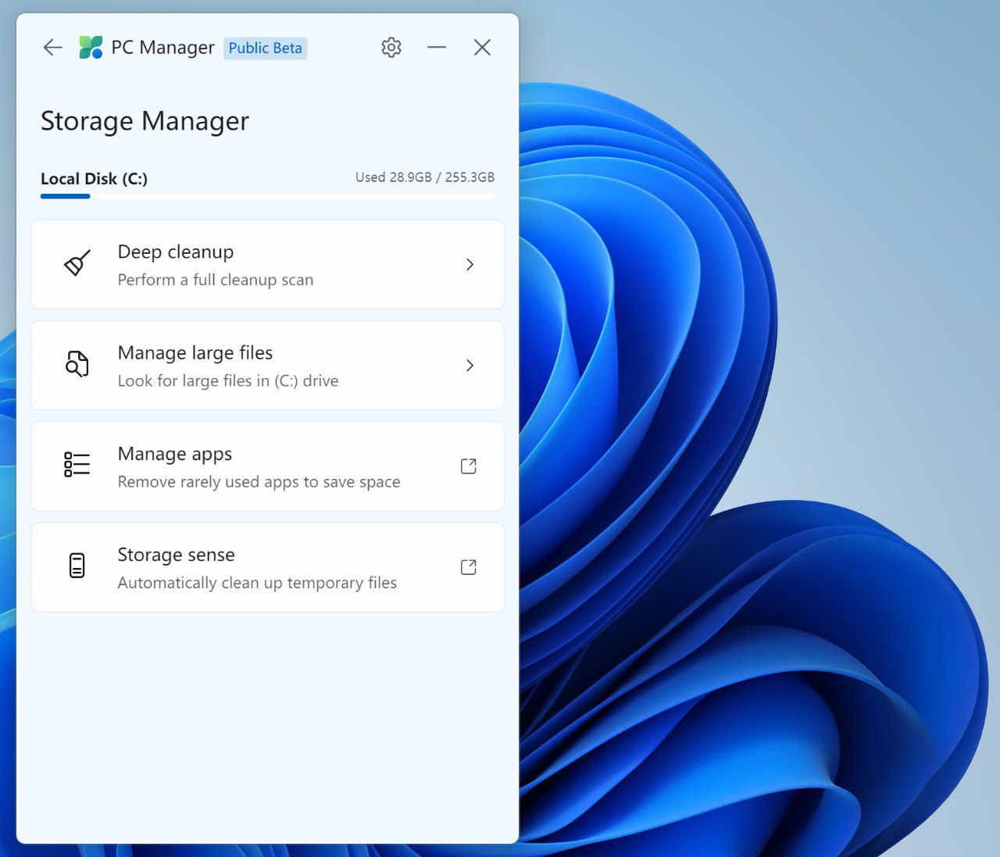 PC Manager Public Beta
Storage Manager
Local Disk (C:) Used 28.9GB / 255.3GB
Deep cleanup
Perform a full cleanup scan
Manage large files
Look for large files in (C:) drive
Manage apps
Remove rarely used apps to save space
Storage sense
Automatically clean up temporary files